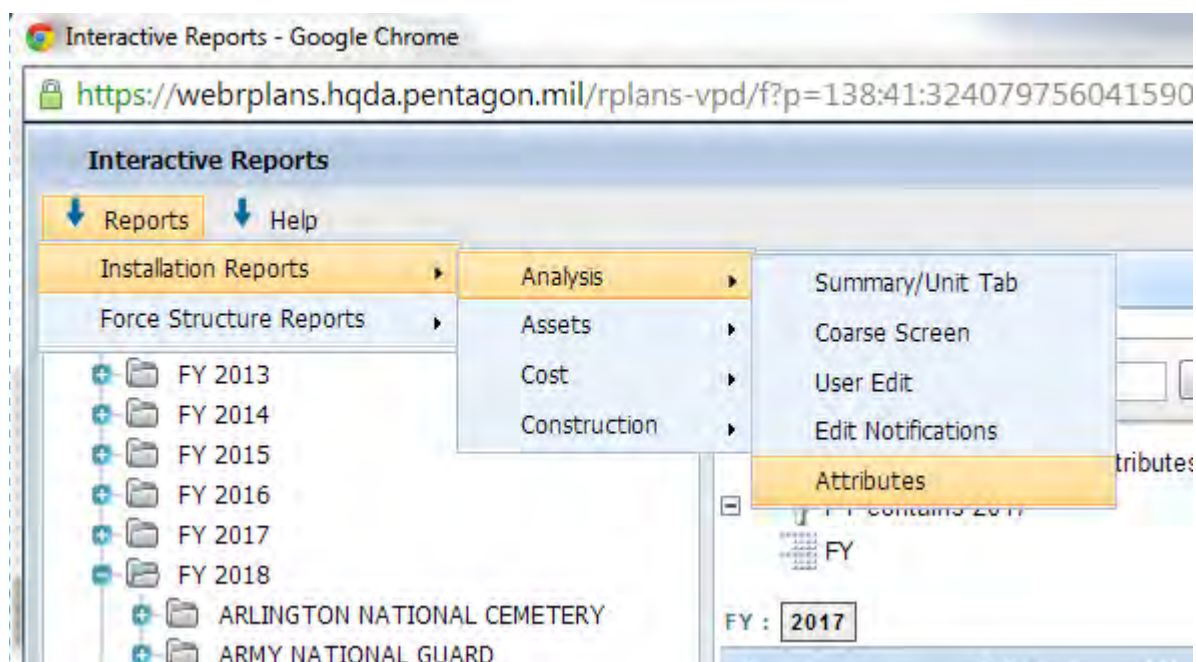 Interactive Reports - Google Chrome
https://webrplans.hqda.pentagon.mil/rplans-vpd/f?p=138:41:324079756041590
Interactive Reports
Reports Help
Installation Reports
Force Structure Reports
Analysis
Assets
Cost
Construction
Summary/Unit Tab
Coarse Screen
User Edit
Edit Notifications
Attributes
FY 2013
FY 2014
FY 2015
FY 2016
FY 2017
FY 2018
ARLINGTON NATIONAL CEMETERY
ARMY NATIONAL GUARD
tributes
FY contains 2017
FY
FY : 2017